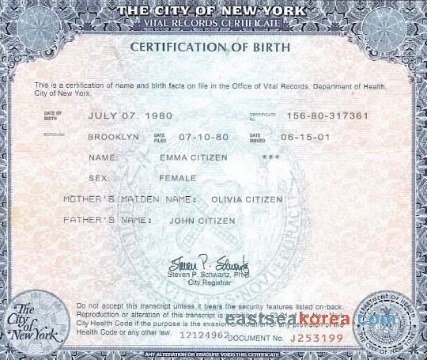 THE CITY OF NEW YORK
VITAL RECORDS CERTIFICATE
CERTIFICATION OF BIRTH
This is a certification of name and birth facts on file in the Office of Vital Records, Department of Health,
City of New York.
DATE OF BIRTH JULY 07, 1980 CERTIFICATE NO. 156-80-317361
BOROUGH BROOKLYN DATE FILED 07-10-80 DATE ISSUED 06-15-01
NAME: EMMA CITIZEN ***
SEX: FEMALE
MOTHER'S MAIDEN NAME: OLIVIA CITIZEN
FATHER'S NAME: JOHN CITIZEN
Steven P. Schwartz
Steven P. Schwartz, PhD
City Registrar
The City of New York
Do not accept this transcript unless it bears the security features listed on back.
Reproduction or alteration of this transcript is
eastseakorea.com
City Health Code if the purpose is the evasion or violation of any provision of the
Health Code or any other law.
12124962
DOCUMENT No. J253199
ANY ALTERATION OR ERASURE VOIDS THIS CERTIFICATE